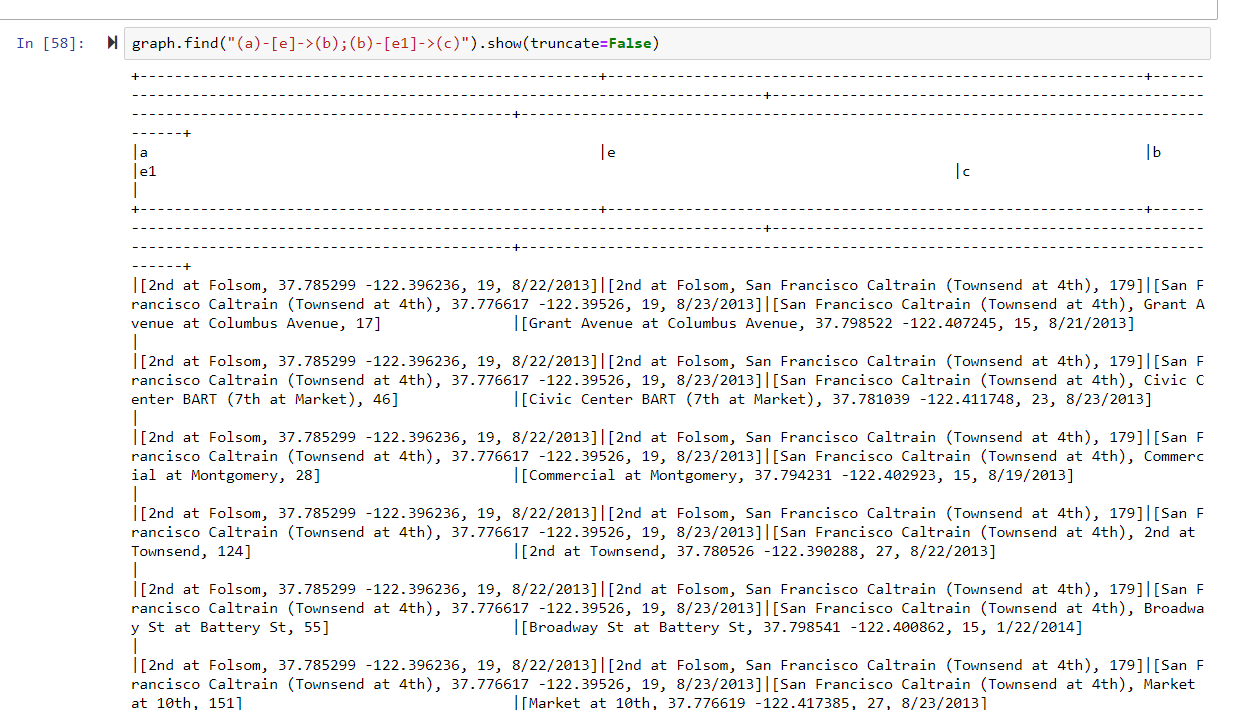 In [58]: graph.find("(a)-[e]->(b);(b)-[e1]->(c)").show(truncate=False)
+------------------------------------------------------+---------------------------------------------------------------+------
--------------------------------------------------------------------------+--------------------------------------------------
---------------------------------------------+-------------------------------------------------------------------------------
------+
|a |e |b
|e1 |c
|
+------------------------------------------------------+---------------------------------------------------------------+------
--------------------------------------------------------------------------+--------------------------------------------------
---------------------------------------------+-------------------------------------------------------------------------------
------+
|[2nd at Folsom, 37.785299 -122.396236, 19, 8/22/2013]|[2nd at Folsom, San Francisco Caltrain (Townsend at 4th), 179]|[San F
rancisco Caltrain (Townsend at 4th), 37.776617 -122.39526, 19, 8/23/2013]|[San Francisco Caltrain (Townsend at 4th), Grant A
venue at Columbus Avenue, 17] |[Grant Avenue at Columbus Avenue, 37.798522 -122.407245, 15, 8/21/2013]
|
|[2nd at Folsom, 37.785299 -122.396236, 19, 8/22/2013]|[2nd at Folsom, San Francisco Caltrain (Townsend at 4th), 179]|[San F
rancisco Caltrain (Townsend at 4th), 37.776617 -122.39526, 19, 8/23/2013]|[San Francisco Caltrain (Townsend at 4th), Civic C
enter BART (7th at Market), 46] |[Civic Center BART (7th at Market), 37.781039 -122.411748, 23, 8/23/2013]
|
|[2nd at Folsom, 37.785299 -122.396236, 19, 8/22/2013]|[2nd at Folsom, San Francisco Caltrain (Townsend at 4th), 179]|[San F
rancisco Caltrain (Townsend at 4th), 37.776617 -122.39526, 19, 8/23/2013]|[San Francisco Caltrain (Townsend at 4th), Commerc
ial at Montgomery, 28] |[Commercial at Montgomery, 37.794231 -122.402923, 15, 8/19/2013]
|
|[2nd at Folsom, 37.785299 -122.396236, 19, 8/22/2013]|[2nd at Folsom, San Francisco Caltrain (Townsend at 4th), 179]|[San F
rancisco Caltrain (Townsend at 4th), 37.776617 -122.39526, 19, 8/23/2013]|[San Francisco Caltrain (Townsend at 4th), 2nd at
Townsend, 124] |[2nd at Townsend, 37.780526 -122.390288, 27, 8/22/2013]
|
|[2nd at Folsom, 37.785299 -122.396236, 19, 8/22/2013]|[2nd at Folsom, San Francisco Caltrain (Townsend at 4th), 179]|[San F
rancisco Caltrain (Townsend at 4th), 37.776617 -122.39526, 19, 8/23/2013]|[San Francisco Caltrain (Townsend at 4th), Broadwa
y St at Battery St, 55] |[Broadway St at Battery St, 37.798541 -122.400862, 15, 1/22/2014]
|
|[2nd at Folsom, 37.785299 -122.396236, 19, 8/22/2013]|[2nd at Folsom, San Francisco Caltrain (Townsend at 4th), 179]|[San F
rancisco Caltrain (Townsend at 4th), 37.776617 -122.39526, 19, 8/23/2013]|[San Francisco Caltrain (Townsend at 4th), Market
at 10th, 151] |[Market at 10th, 37.776619 -122.417385, 27, 8/23/2013]